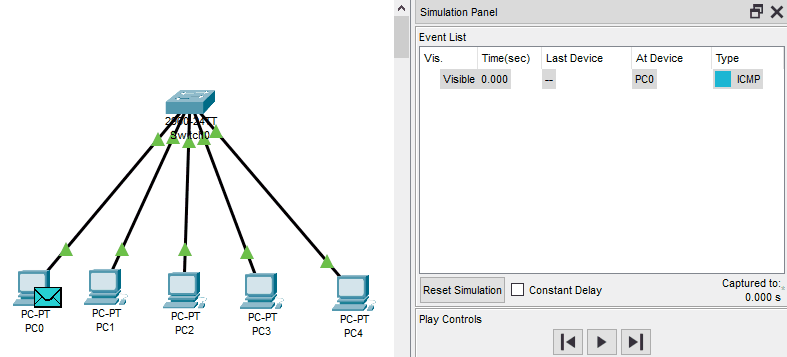 Simulation Panel
Event List
Vis. Time(sec) Last Device At Device Type
Visible 0.000 -- PC0 ICMP
Reset Simulation Constant Delay Captured to:
0.000 s
Play Controls
2960-24TT
Switch0
PC-PT
PC0
PC-PT
PC1
PC-PT
PC2
PC-PT
PC3
PC-PT
PC4